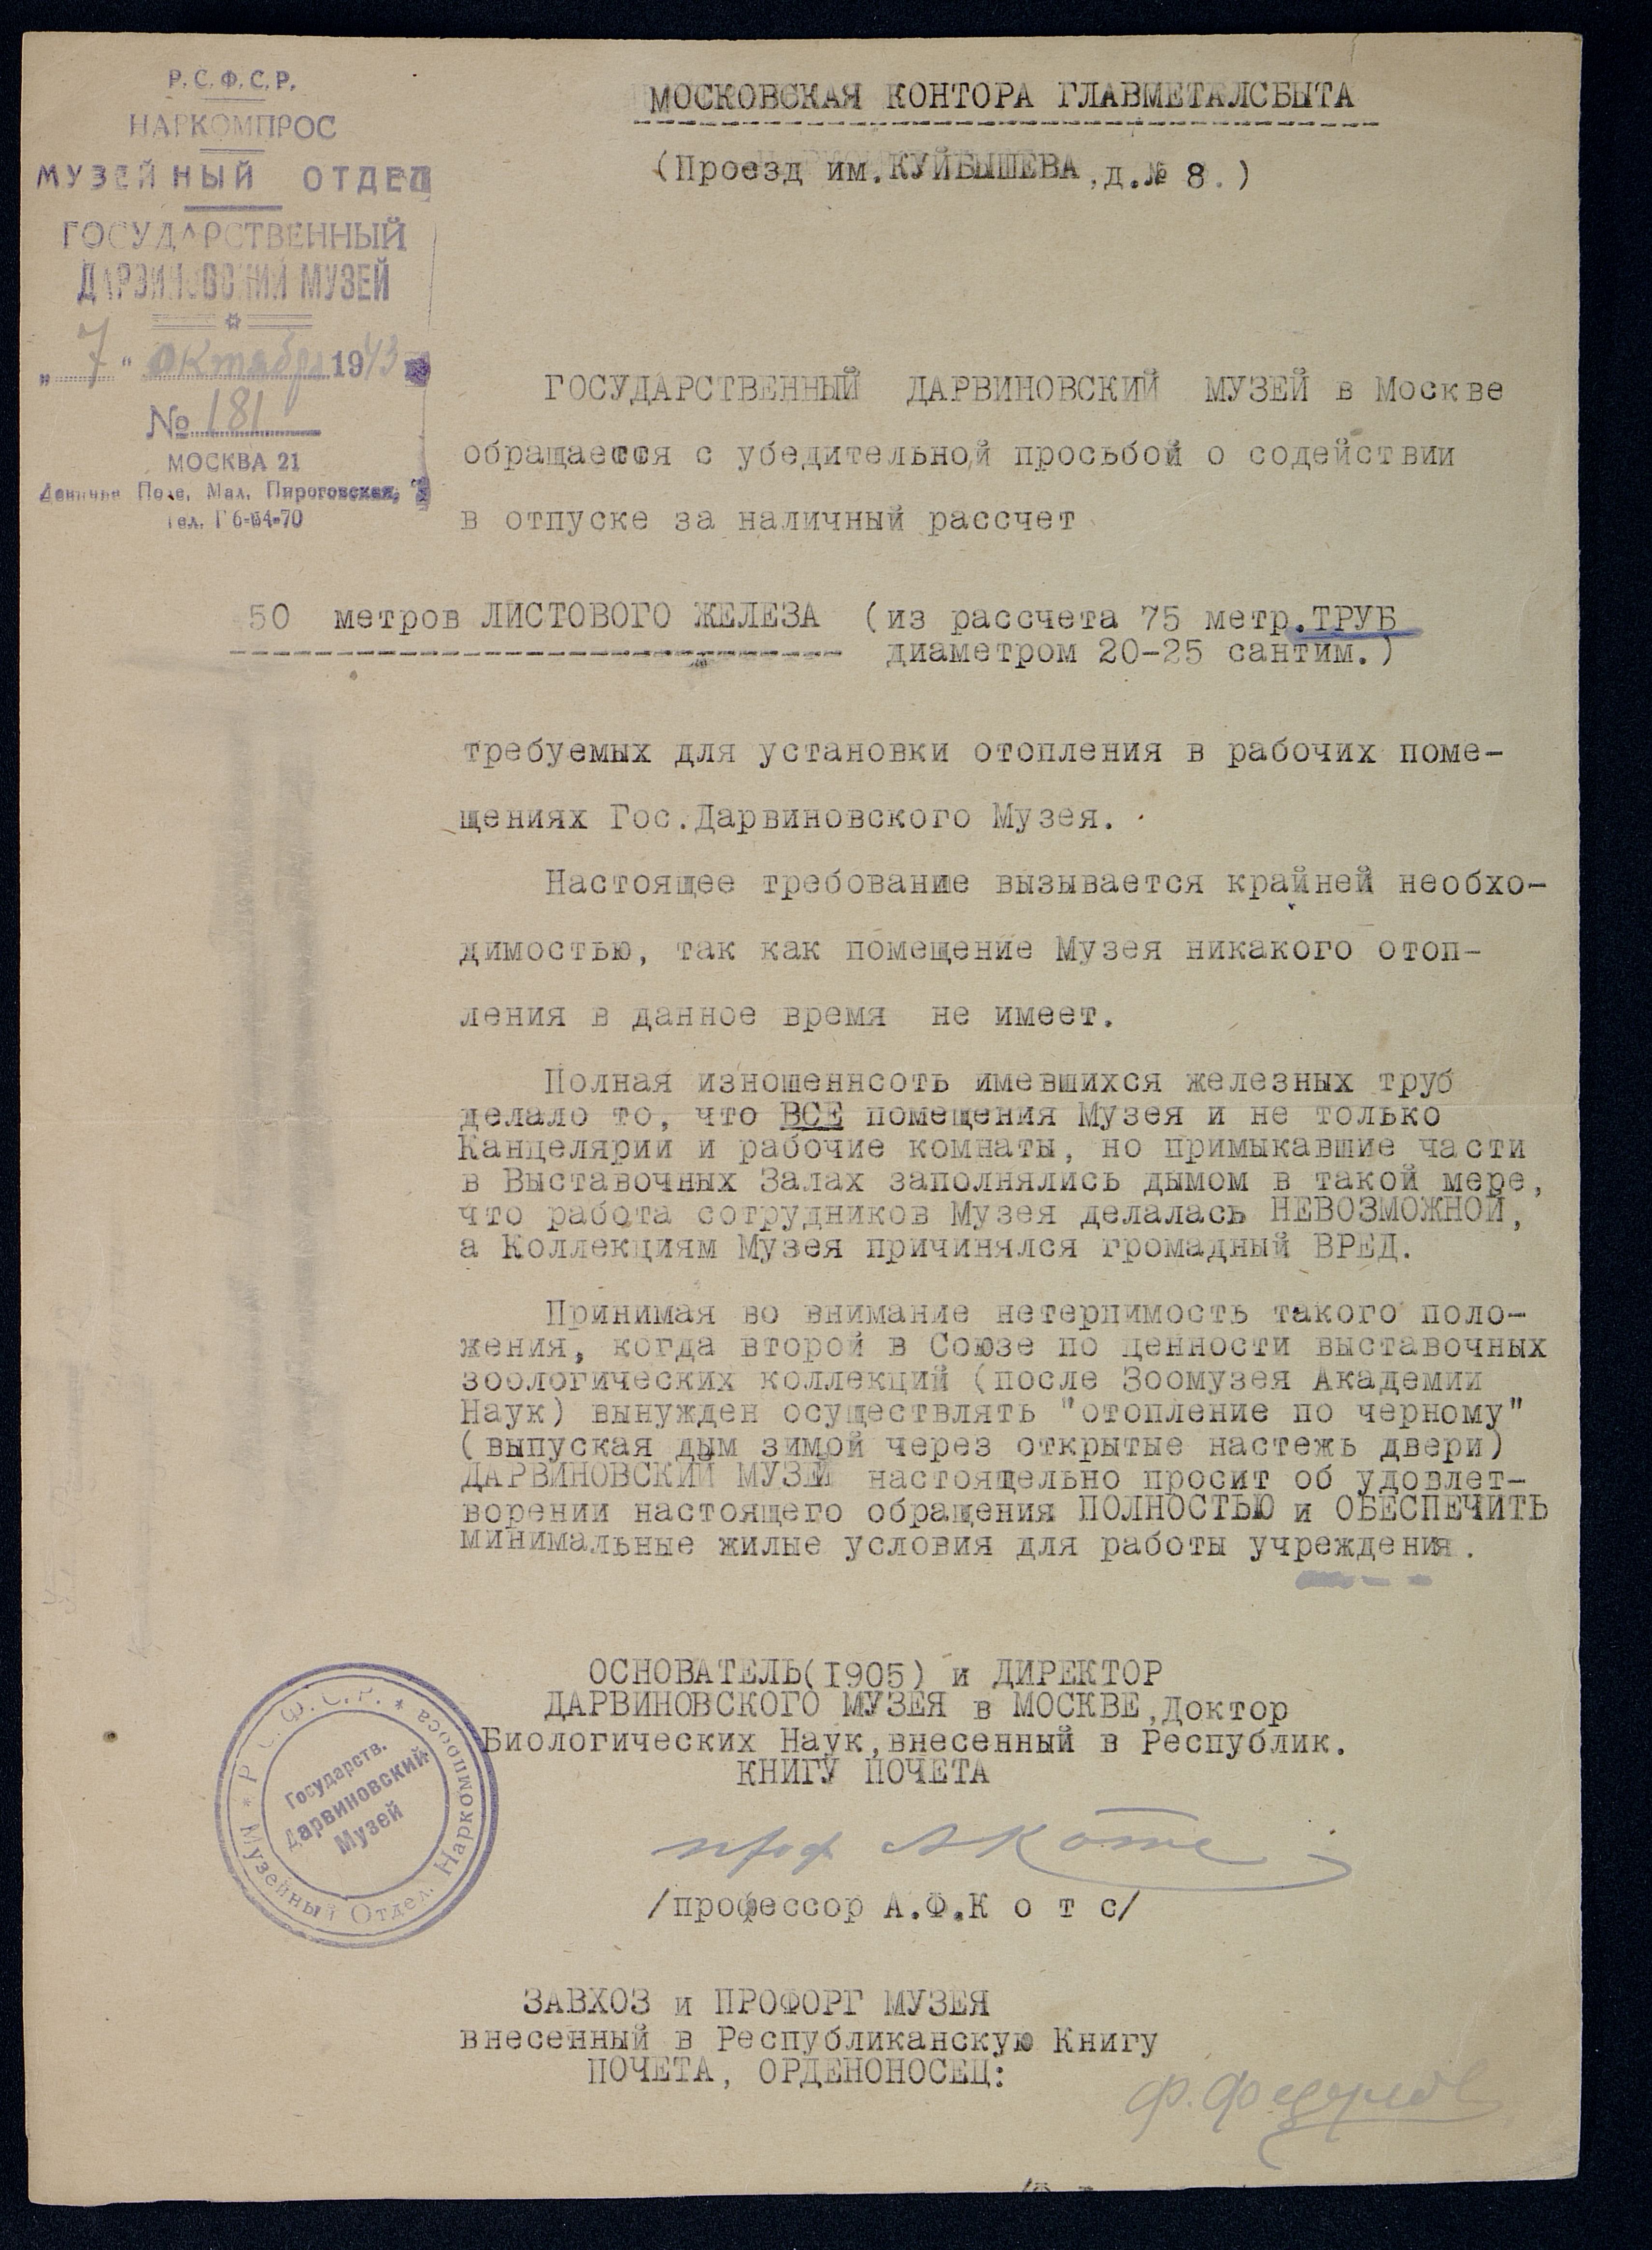 Р.С.Ф.С.Р.
НАРКОМПРОС
МУЗЕЙНЫЙ ОТДЕЛ
ГОСУДАРСТВЕННЫЙ
ДАРВИНОВСКИЙ МУЗЕЙ
„ 7 " октября 1943
№ 181
МОСКВА 21
Девичье Поле, Мал. Пироговская,
Тел. Г 6-64-70
МОСКОВСКАЯ КОНТОРА ГЛАВМЕТАЛСБЫТА
(Проезд им.КУЙБЫШЕВА,д.№ 8.)
ГОСУДАРСТВЕННЫЙ ДАРВИНОВСКИЙ МУЗЕЙ в Москве
обращается с убедительной просьбой о содействии
в отпуске за наличный рассчет
50 метров ЛИСТОВОГО ЖЕЛЕЗА (из рассчета 75 метр.ТРУБ
диаметром 20-25 сантим.)
требуемых для установки отопления в рабочих поме-
щениях Гос.Дарвиновского Музея.
Настоящее требование вызывается крайней необхо-
димостью, так как помещение Музея никакого отоп-
ления в данное время не имеет.
Полная изношеннсоть имевшихся железных труб
делало то, что ВСЕ помещения Музея и не только
Канцелярии и рабочие комнаты, но примыкавшие части
в Выставочных Залах заполнялись дымом в такой мере,
что работа сотрудников Музея делалась НЕВОЗМОЖНОЙ,
а Коллекциям Музея причинялся громадный ВРЕД.
Принимая во внимание нетерпимость такого поло-
жения, когда второй в Союзе по ценности выставочных
зоологических коллекций (после Зоомузея Академии
Наук) вынужден осуществлять "отопление по черному"
(выпуская дым зимой через открытые настежь двери)
ДАРВИНОВСКИЙ МУЗЕЙ настоящельно просит об удовлет-
ворении настоящего обращения ПОЛНОСТЬЮ и ОБЕСПЕЧИТЬ
минимальные жилые условия для работы учреждения.
ОСНОВАТЕЛЬ(I905) и ДИРЕКТОР
ДАРВИНОВСКОГО МУЗЕЯ в МОСКВЕ,Доктор
Биологических Наук,внесенный в Республик.
КНИГУ ПОЧЕТА
* Р.С.Ф.С.Р. *
Музейный Отдел. Наркомпроса
Государств.
Дарвиновский
Музей
проф АКотс
/профессор А.Ф.К о т с/
ЗАВХОЗ и ПРОФОРГ МУЗЕЯ
внесенный в Республиканскую Книгу
ПОЧЕТА, ОРДЕНОНОСЕЦ:
Ф.Федулов